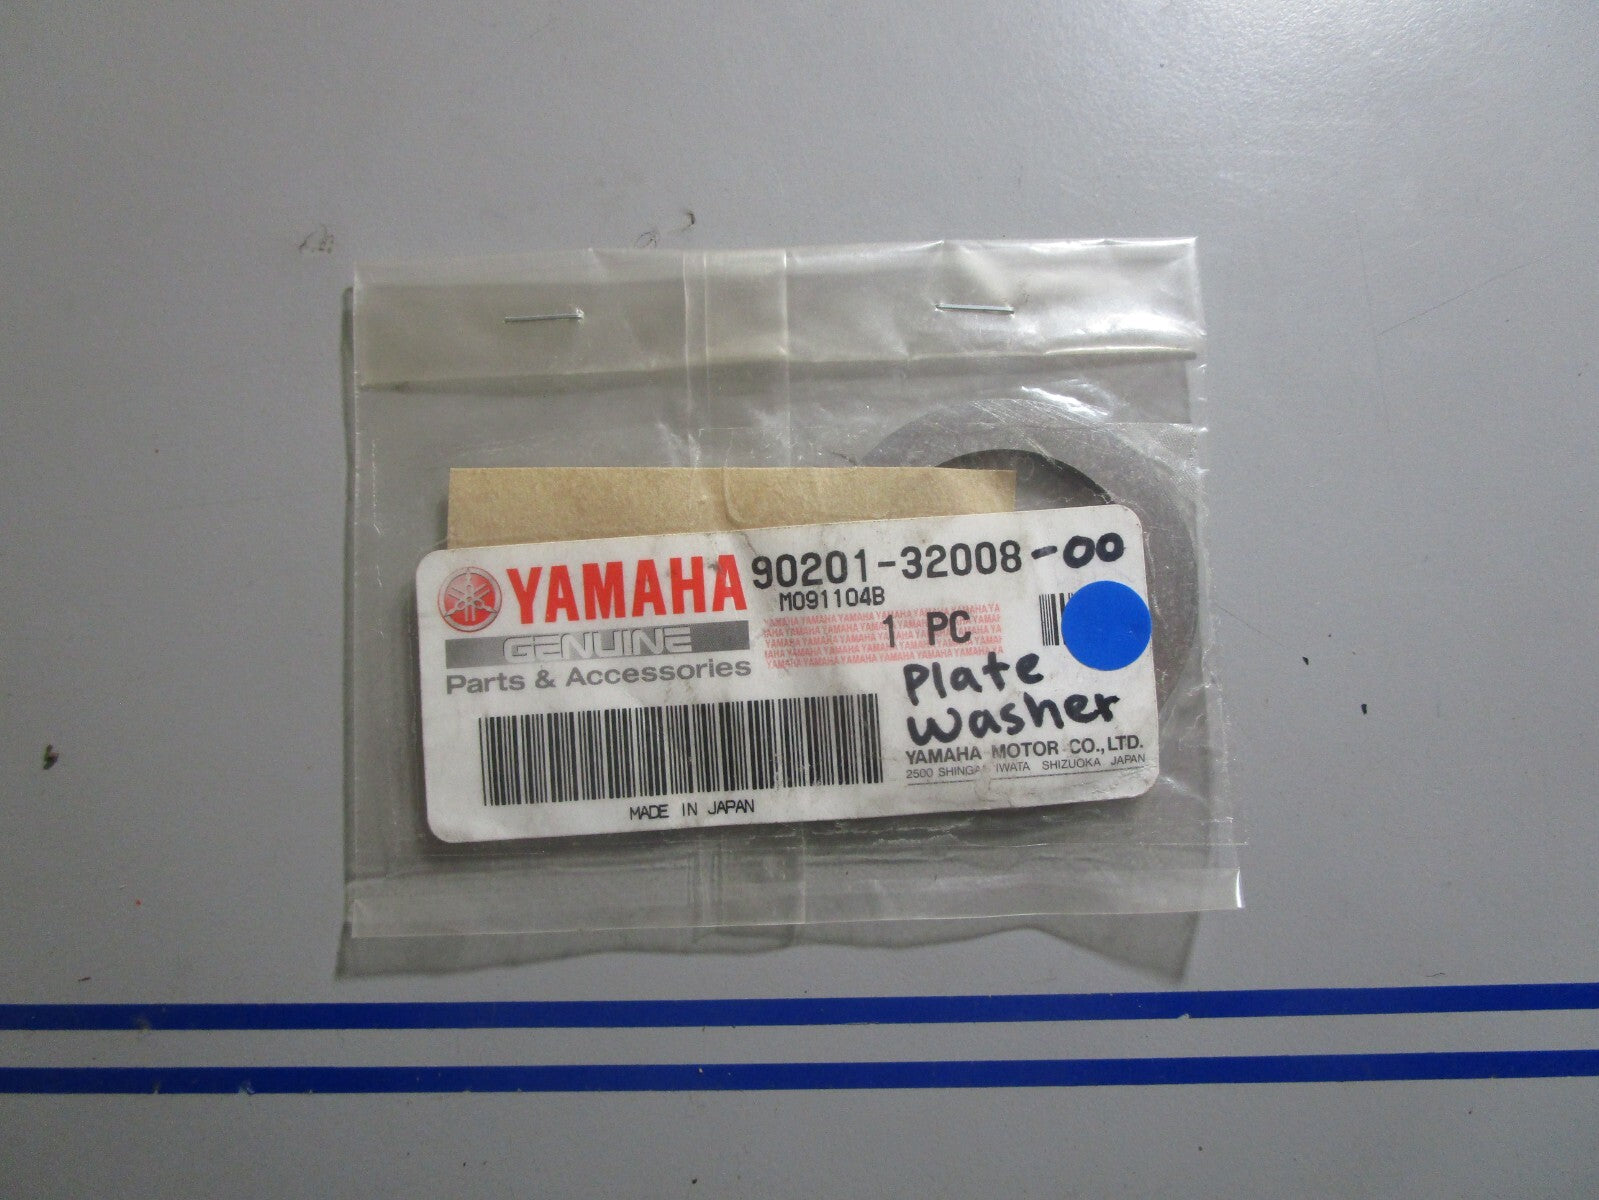 YAMAHA 90201-32008-00
M091104B
GENUINE
1 PC
Parts & Accessories
Plate
Washer
YAMAHA MOTOR CO., LTD.
2500 SHINGA IWATA SHIZUOKA JAPAN
MADE IN JAPAN